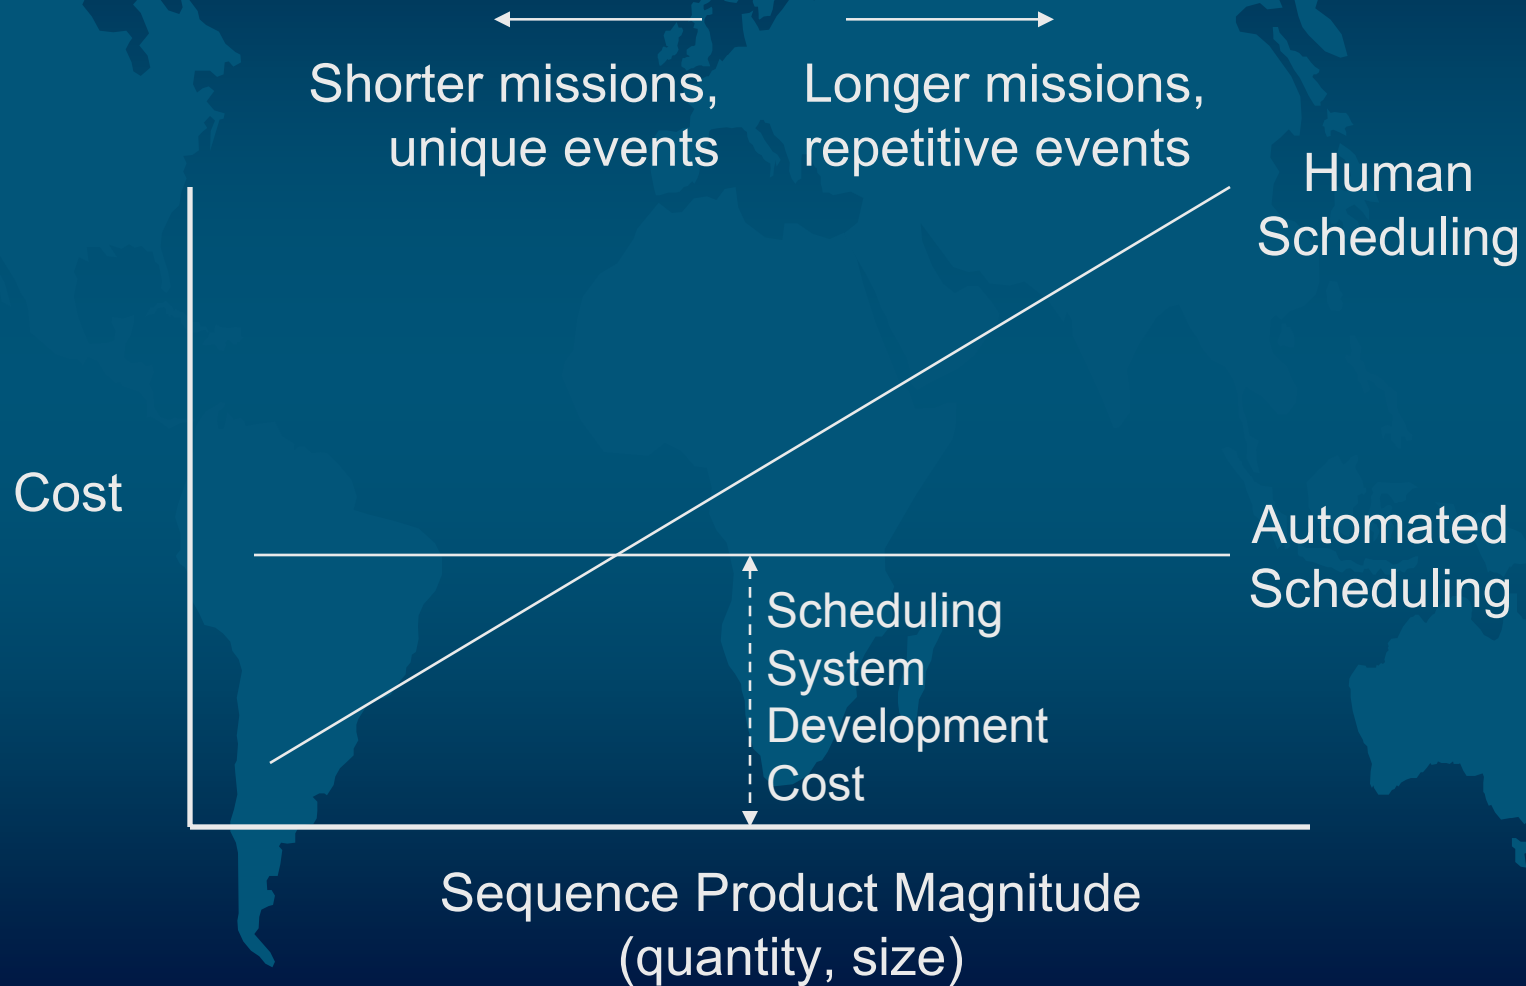 Shorter missions,
unique events
Longer missions,
repetitive events
Human
Scheduling
Cost
Automated
Scheduling
Scheduling
System
Development
Cost
Sequence Product Magnitude
(quantity, size)